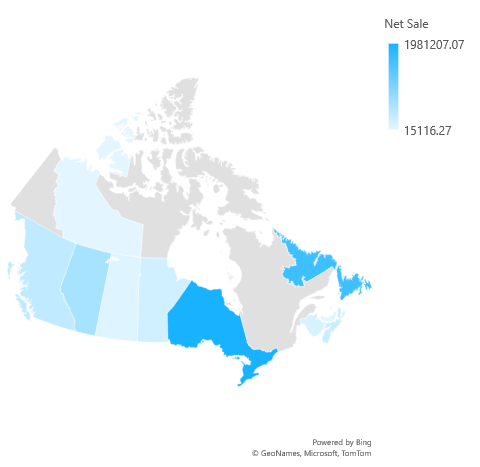 Net Sale
1981207.07
15116.27
Powered by Bing
© GeoNames, Microsoft, TomTom